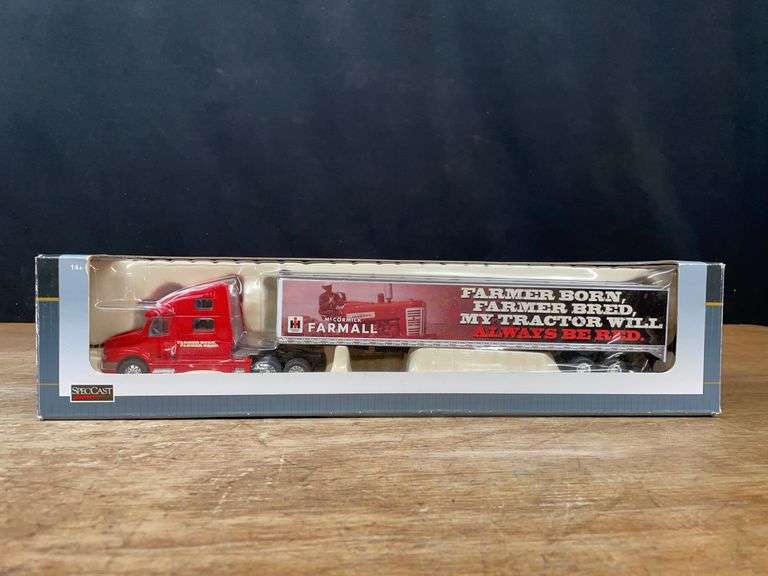 14+
IH
McCORMICK
FARMALL
FARMER BORN,
FARMER BRED,
MY TRACTOR WILL
ALWAYS BE RED.
SPECCAST